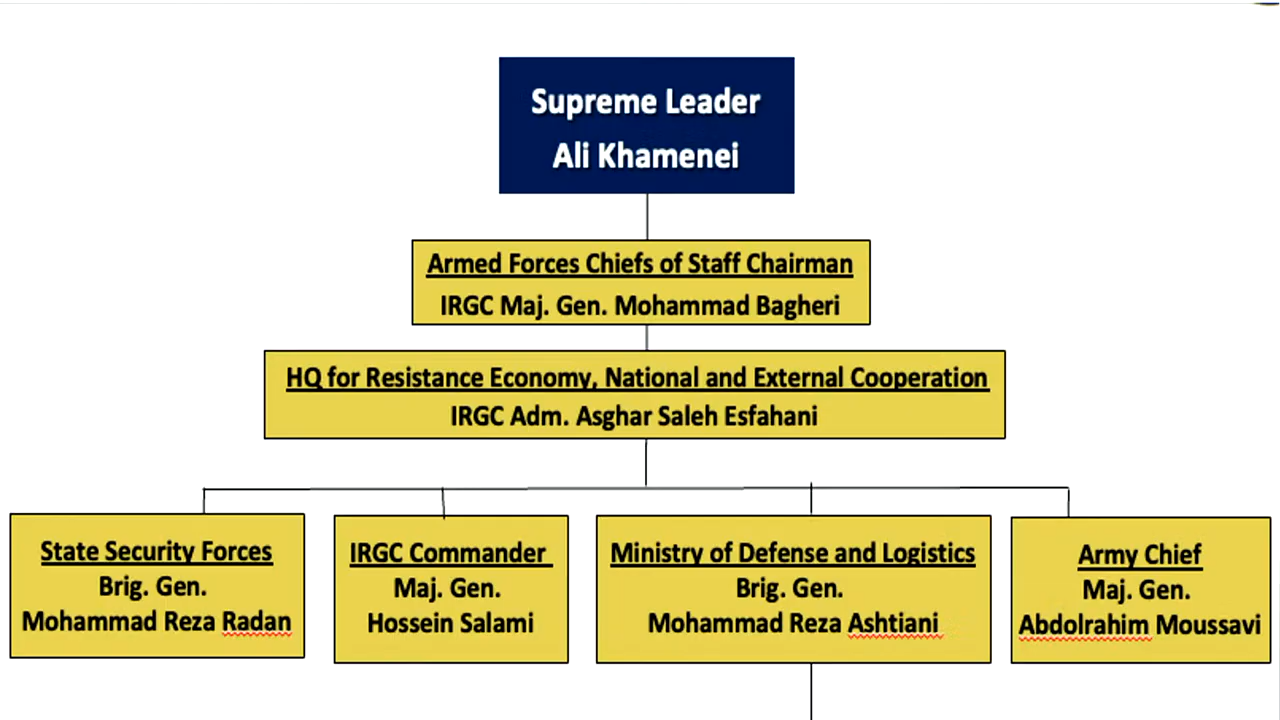 Supreme Leader
Ali Khamenei
Armed Forces Chiefs of Staff Chairman
IRGC Maj. Gen. Mohammad Bagheri
HQ for Resistance Economy, National and External Cooperation
IRGC Adm. Asghar Saleh Esfahani
State Security Forces
Brig. Gen.
Mohammad Reza Radan
IRGC Commander
Maj. Gen.
Hossein Salami
Ministry of Defense and Logistics
Brig. Gen.
Mohammad Reza Ashtiani
Army Chief
Maj. Gen.
Abdolrahim Moussavi